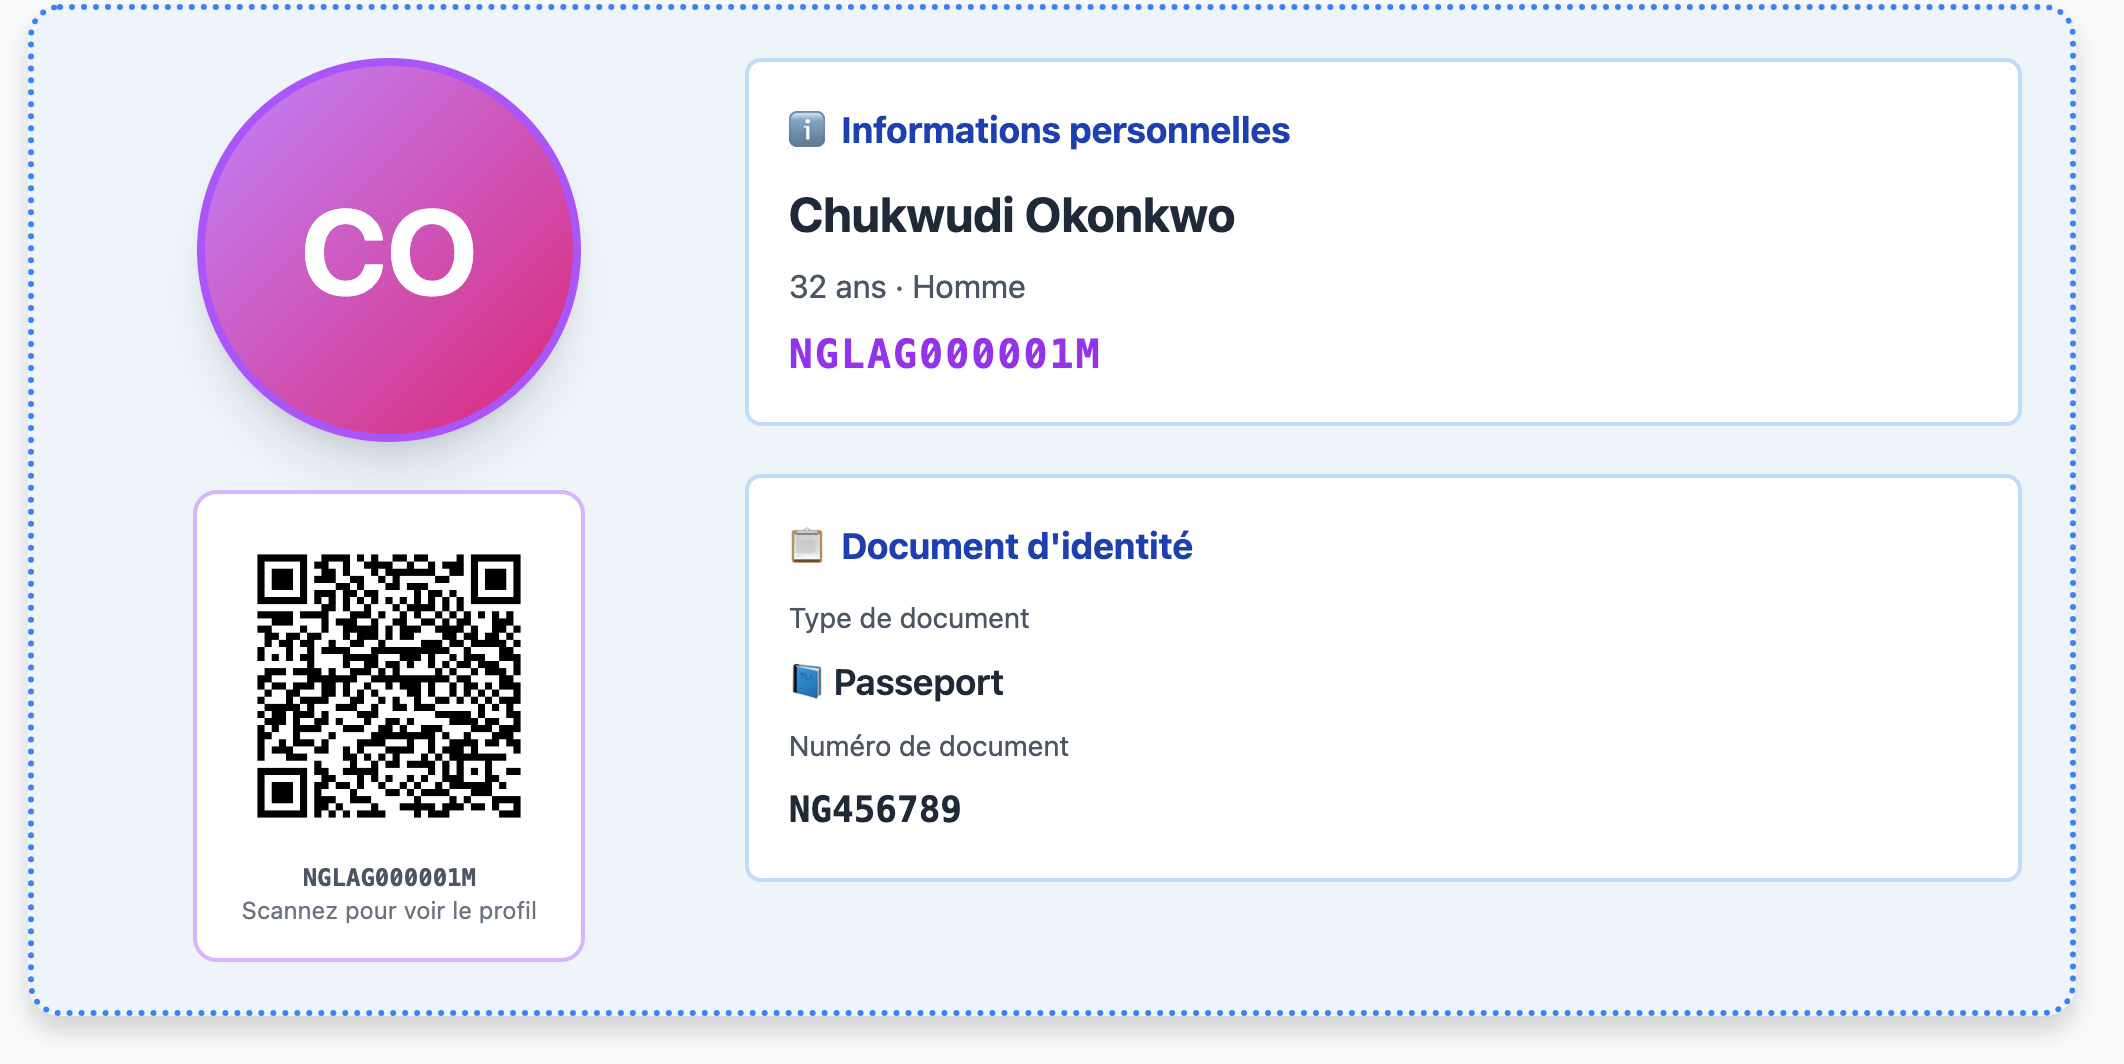 CO
NGLAG000001M
Scannez pour voir le profil
Informations personnelles
Chukwudi Okonkwo
32 ans · Homme
NGLAG000001M
Document d'identité
Type de document
Passeport
Numéro de document
NG456789